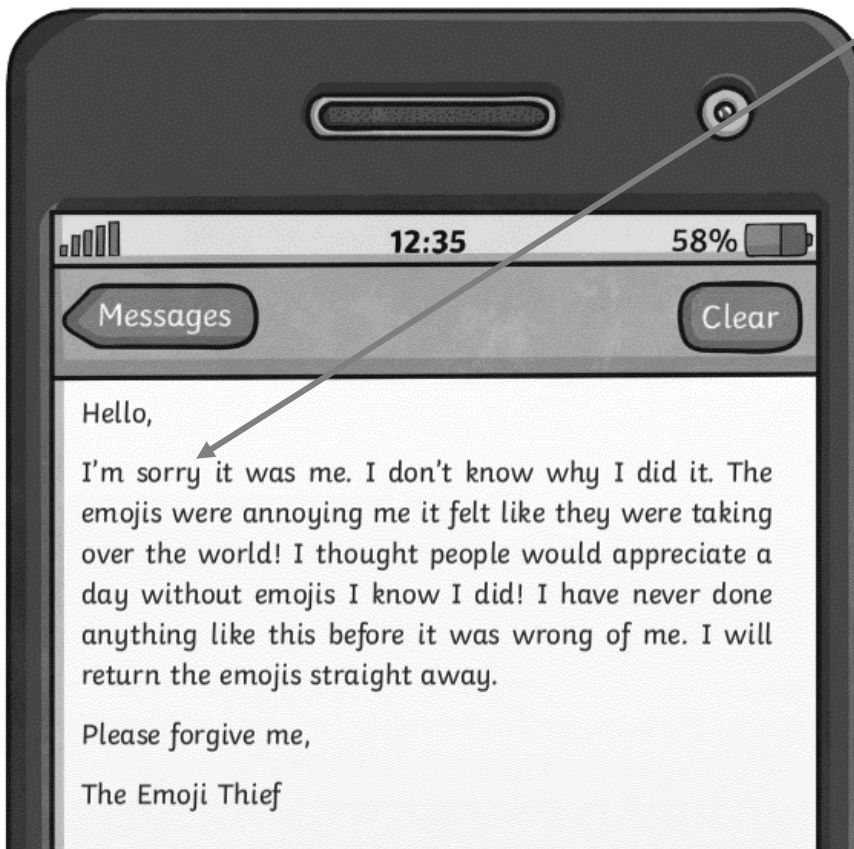 12:35 58%
Messages Clear
Hello,
I'm sorry it was me. I don't know why I did it. The
emojis were annoying me it felt like they were taking
over the world! I thought people would appreciate a
day without emojis I know I did! I have never done
anything like this before it was wrong of me. I will
return the emojis straight away.
Please forgive me,
The Emoji Thief